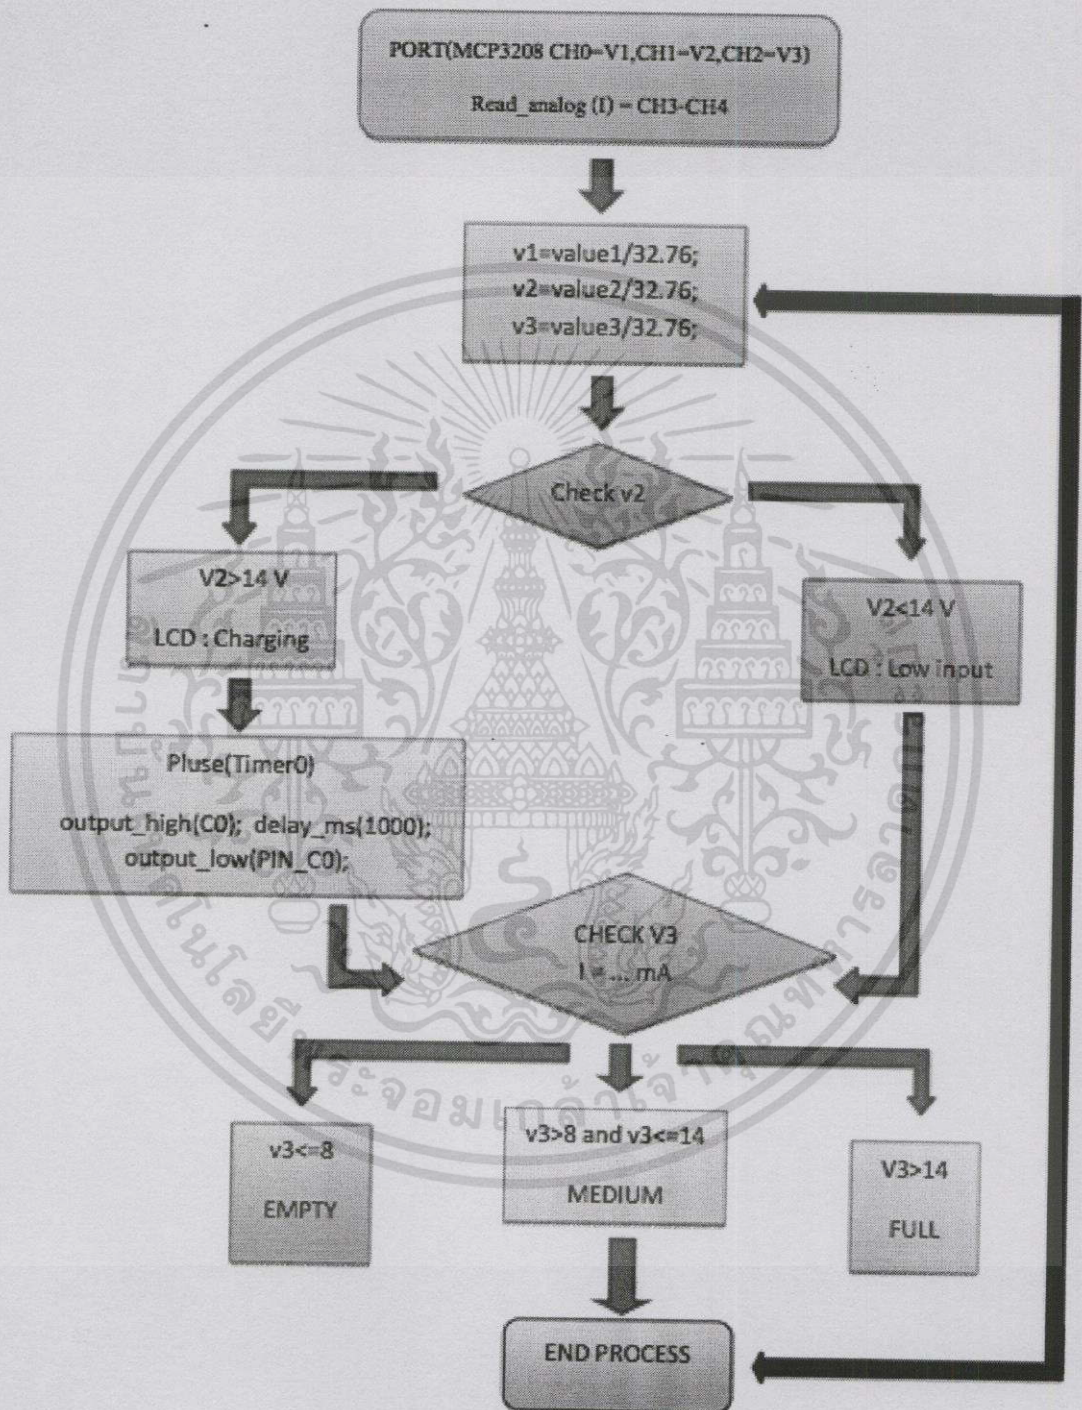 PORT(MCP3208 CH0=V1,CH1=V2,CH2=V3)
Read_analog (I) = CH3-CH4
v1=value1/32.76;
v2=value2/32.76;
v3=value3/32.76;
Check v2
V2>14 V
LCD : Charging
V2<14 V
LCD : Low input
Pluse(Timer0)
output_high(C0); delay_ms(1000);
output_low(PIN_C0);
CHECK V3
I = ... mA
v3<=8
EMPTY
v3>8 and v3<=14
MEDIUM
V3>14
FULL
END PROCESS